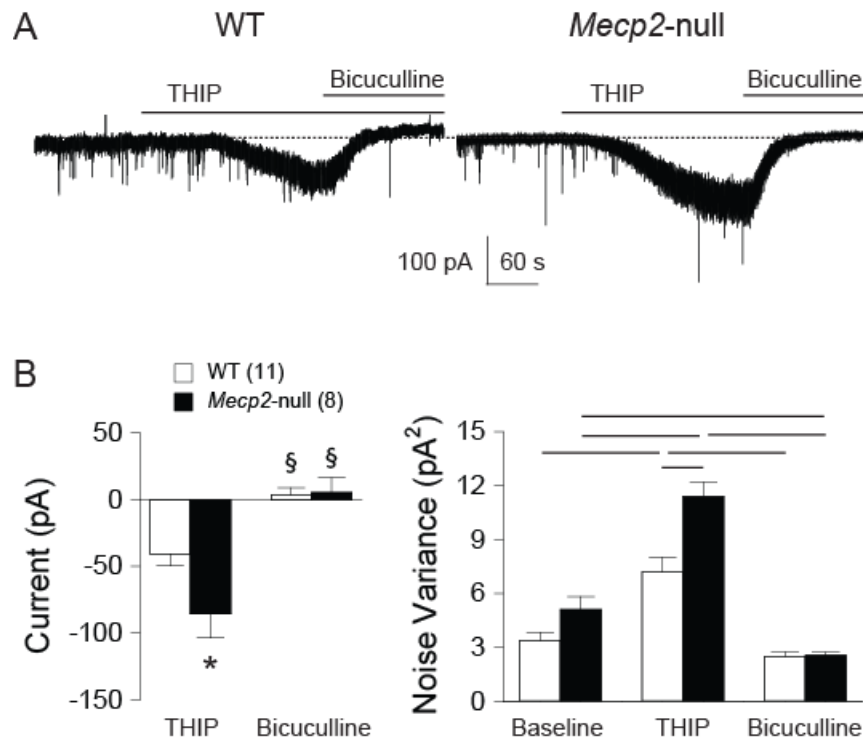 A
WT Mecp2-null
Bicuculline Bicuculline
THIP THIP
100 pA 60 s
B
WT (11)
Mecp2-null (8)
50
0
-50
-100
-150
Current (pA)
§ §
*
THIP Bicuculline
15
12
9
6
3
0
Noise Variance (pA²)
Baseline THIP Bicuculline